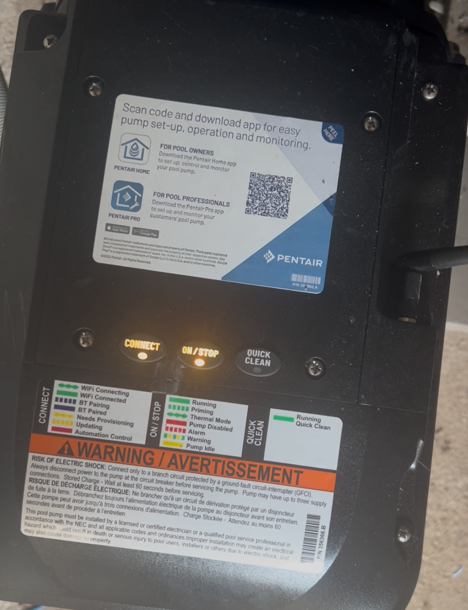 Scan code and download app for easy
pump set-up, operation and monitoring.
PEEL
HERE
FOR POOL OWNERS
Download the Pentair Home app
to set up, control and monitor
your pool pump.
PENTAIR HOME
FOR POOL PROFESSIONALS
Download the Pentair Pro app
to set up and monitor your
customers' pool pump.
PENTAIR PRO
PENTAIR
CONNECT
ON/STOP
QUICK
CLEAN
CONNECT
WiFi Connecting
WiFi Connected
BT Pairing
BT Paired
Needs Provisioning
Updating
Automation Control
ON / STOP
Running
Priming
Thermal Mode
Pump Disabled
Alarm
Warning
Pump Idle
QUICK
CLEAN
Running
Quick Clean
WARNING / AVERTISSEMENT
RISK OF ELECTRIC SHOCK: Connect only to a branch circuit protected by ground-fault circuit-interrupter (GFCI).
Always disconnect power to the pump at the circuit breaker before servicing the pump. Pump may have up to three supply
connections. Stored Charge - Wait at least 60 seconds before servicing.
RISQUE DE DÉCHARGE ÉLECTRIQUE: Ne brancher qu'un circuit de dérivation protégé par un disjoncteur
de fuite à la terre. Débranchez toujours l'alimentation électrique de la pompe au disjoncteur avant son entretien.
Cette pompe peut avoir jusqu'à trois connexions d'alimentation. Charge Stockée - Attendez au moins 60
secondes avant de procéder à l'entretien.
This pool pump must be installed by a licensed or certified electrician or a qualified pool service professional in
accordance with the NEC and all applicable codes and ordinances. Improper installation may create an electrical
hazard which could result in death or serious injury to pool users, installers or others due to electric shock, and
may also cause damage to property.